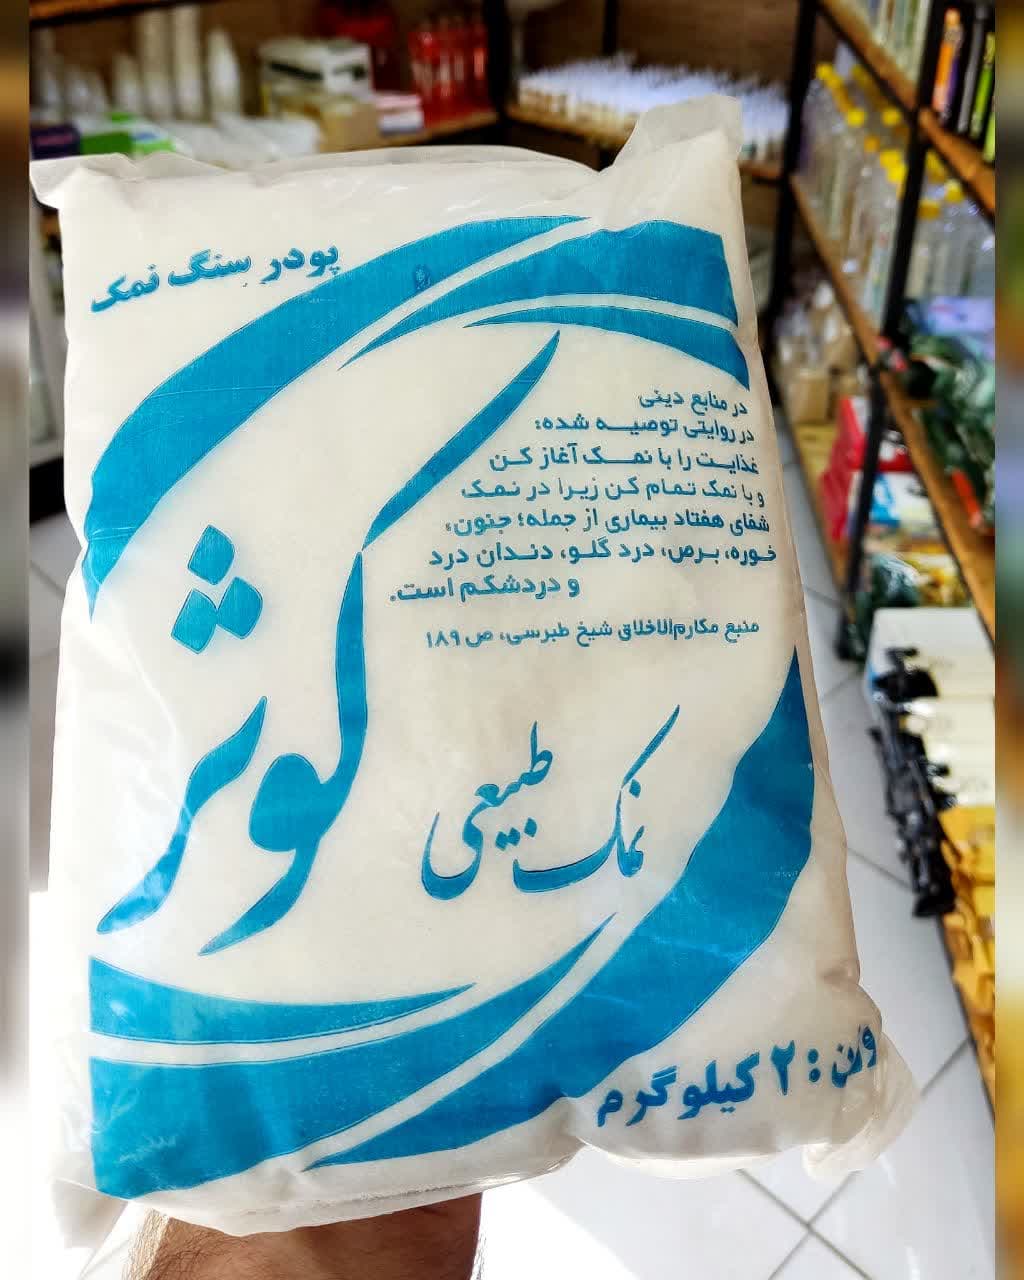 پودر سنگ نمک
در منابع دینی
در روایتی توصیه شده:
غذایت را با نمک آغاز کن
و با نمک تمام کن زیرا در نمک
شفای هفتاد بیماری از جمله؛ جنون،
خوره، برص، درد گلو، دندان درد
و دردشکم است.
منبع مکارم‌الاخلاق شیخ طبرسی، ص ۱۸۹
کوثر
نمک طبیعی
وزن : ۲ کیلوگرم